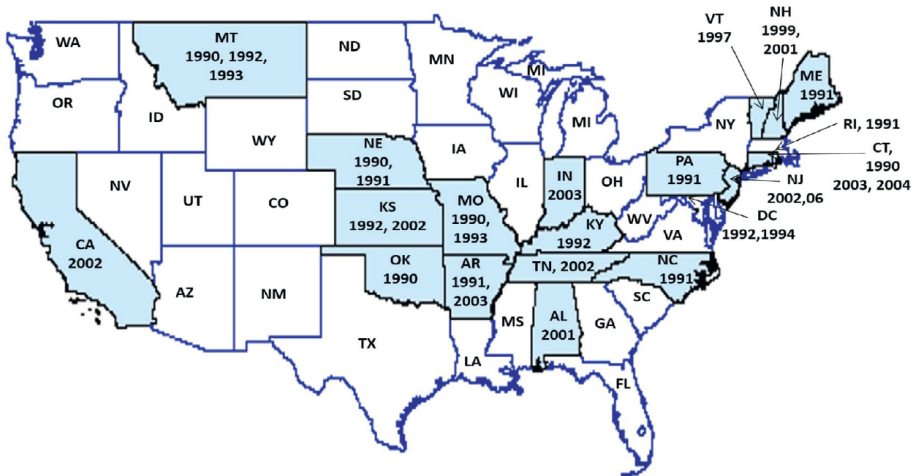 WA
MT
1990, 1992,
1993
ND
MN
MI
VT
1997
NH
1999,
2001
ME
1991
OR
ID
SD
WI
MI
NY
RI, 1991
WY
NE
1990,
1991
IA
PA
1991
CT,
1990
2003, 2004
NV
UT
CO
KS
1992, 2002
MO
1990,
1993
IL
IN
2003
OH
NJ
2002,06
WV
DC
1992,1994
CA
2002
KY
1992
VA
AZ
NM
OK
1990
AR
1991,
2003
TN, 2002
NC
1991
SC
TX
LA
MS
AL
2001
GA
FL